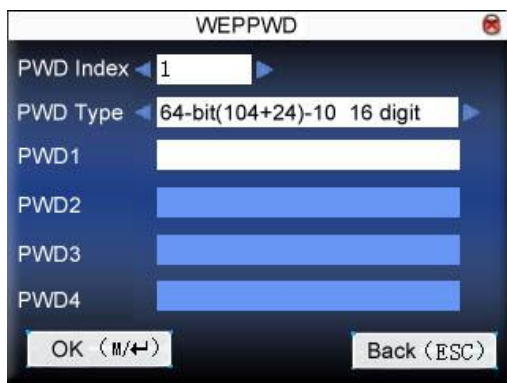 WEPPWD
PWD Index 1
PWD Type 64-bit(104+24)-10 16 digit
PWD1
PWD2
PWD3
PWD4
OK （M/↵） Back（ESC）